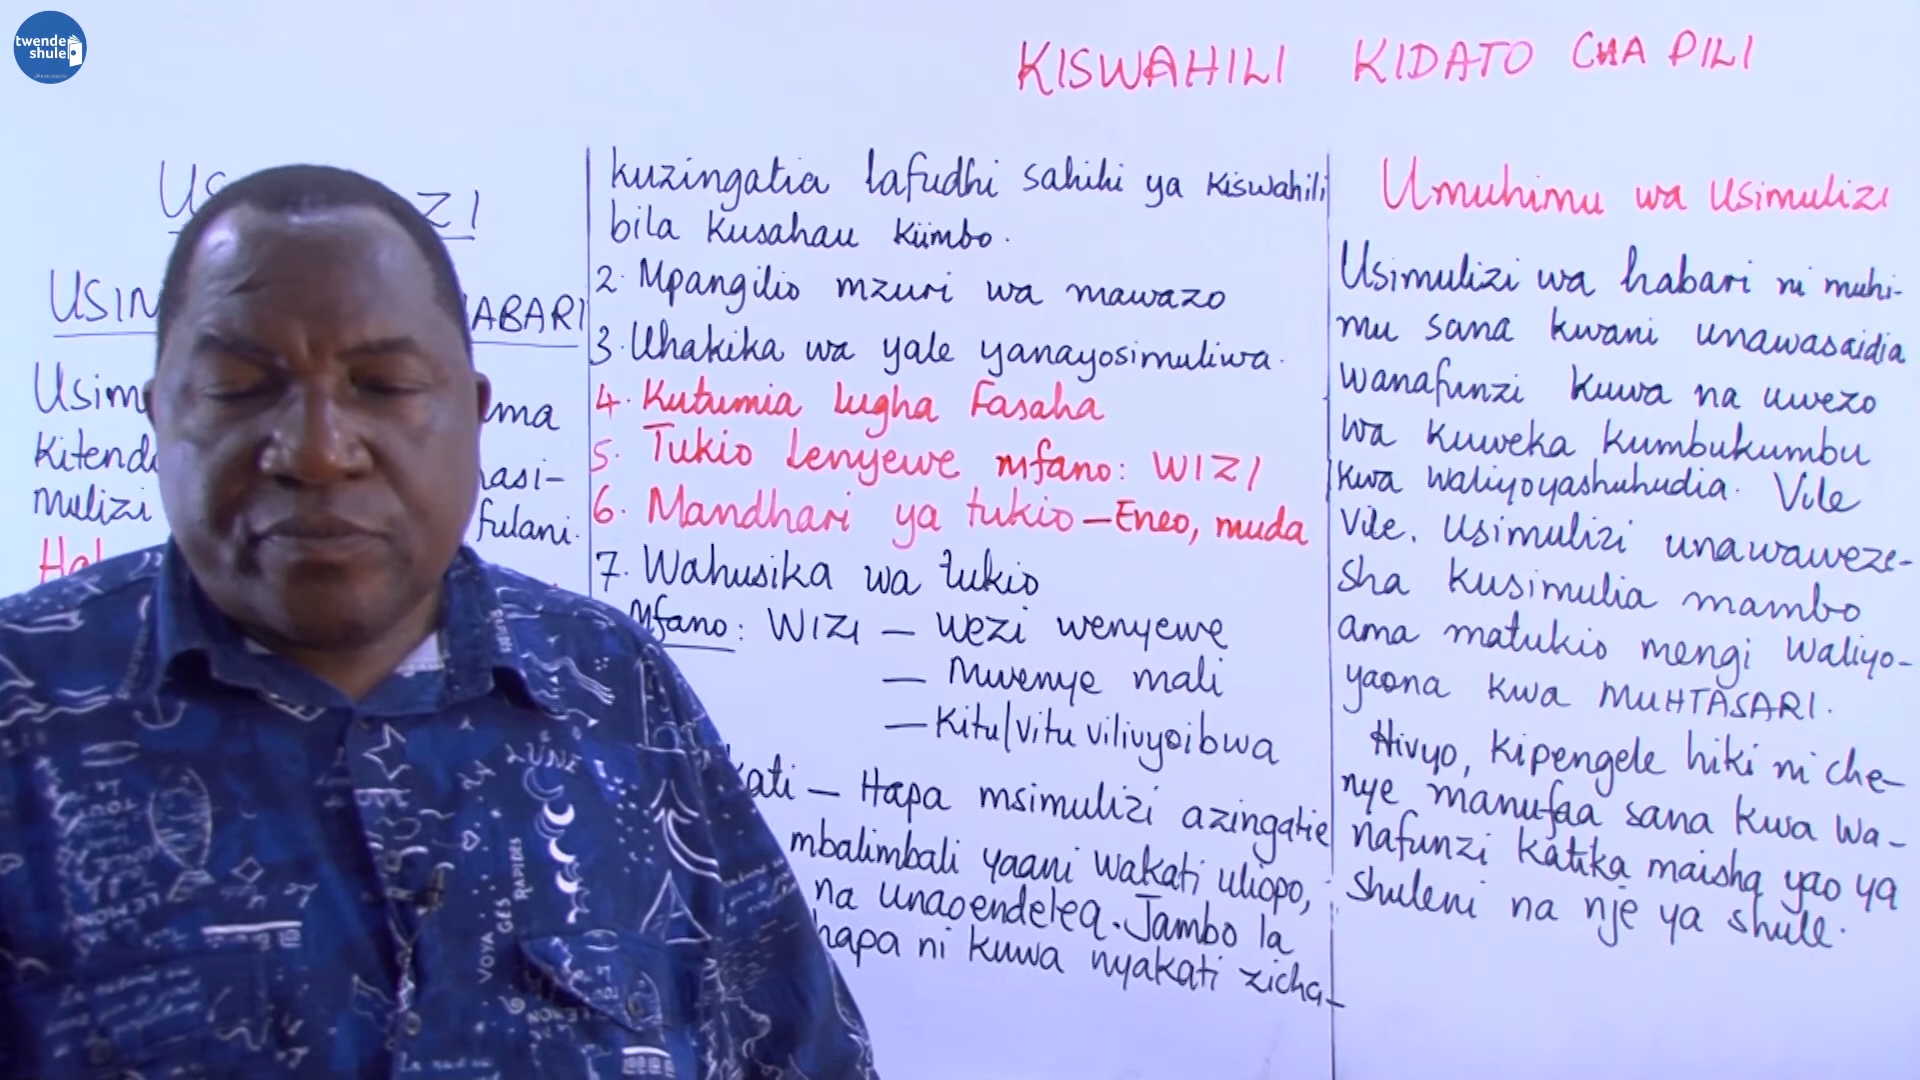 twende
shule
KISWAHILI KIDATO CHA PILI
ABARI
Usim
ama
Kitend
hasi-
mulizi
fulani.
kuzingatia lafudhi sahihi ya Kiswahili
bila kusahau kiimbo.
2. Mpangilio mzuri wa mawazo
3. Uhakika wa yale yanayosimuliwa.
4. Kutumia lugha Fasaha
5. Tukio Lenyewe mfano: WIZI
6. Mandhari ya tukio – Eneo, muda
7. Wahusika wa tukio
Mfano: WIZI – Wezi wenyewe
– Mwenye mali
– Kitu/vitu vilivyoibwa
kati – Hapa msimulizi azingatie
mbalimbali yaani wakati uliopo,
na unaoendelea. Jambo la
hapa ni kuwa nyakati zicha-
Umuhimu wa Usimulizi
Usimulizi wa habari ni muhi-
mu sana kwani unawasaidia
wanafunzi kuwa na uwezo
wa kuweka kumbukumbu
kwa waliyoyashuhudia. Vile
Vile. Usimulizi unawaweze-
sha kusimulia mambo
ama matukio mengi waliyo-
yaona kwa MUHTASARI.
Hivyo, kipengele hiki ni che-
nye manufaa sana kwa wa-
nafunzi katika maisha yao ya
shuleni na nje ya shule.
LUNE
VOYA
GES
RAPIDES